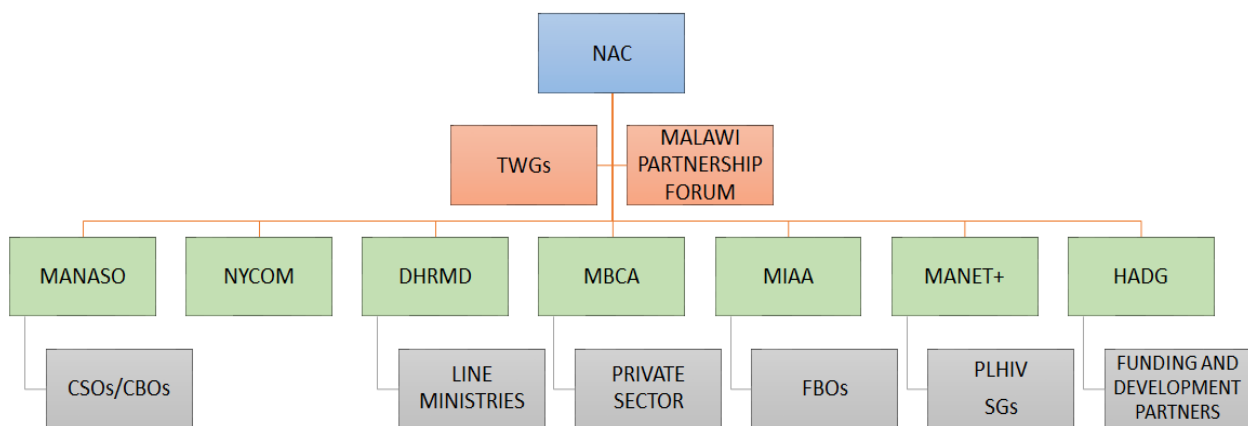 NAC
TWGs
MALAWI
PARTNERSHIP
FORUM
MANASO
NYCOM
DHRMD
MBCA
MIAA
MANET+
HADG
CSOs/CBOs
LINE
MINISTRIES
PRIVATE
SECTOR
FBOs
PLHIV
SGs
FUNDING AND
DEVELOPMENT
PARTNERS